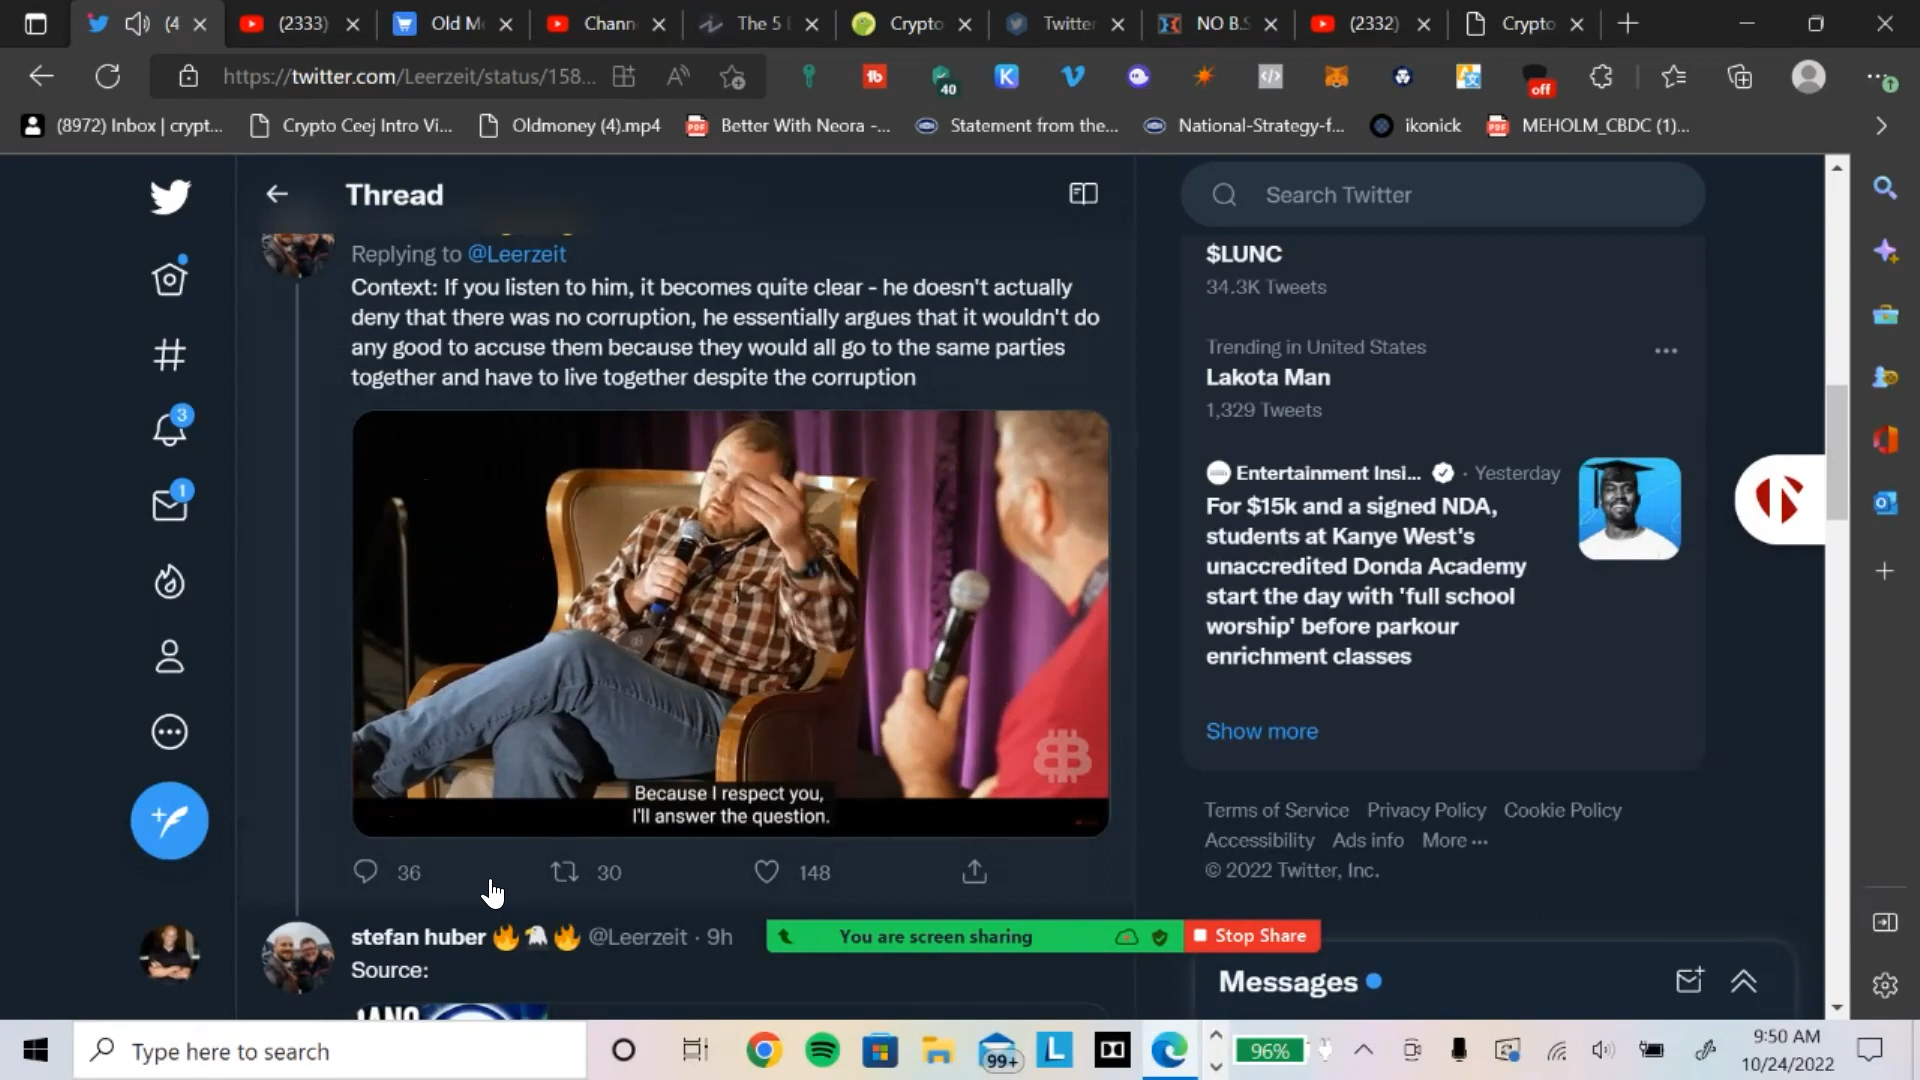 (4
(2333)
Old M
Chann
The 5
Crypto
Twitter
NO B.S
(2332)
Crypto
https://twitter.com/Leerzeit/status/158...
40
off
(8972) Inbox | crypt...
Crypto Ceej Intro Vi...
Oldmoney (4).mp4
Better With Neora -...
Statement from the...
National-Strategy-f...
ikonick
MEHOLM_CBDC (1)...
Thread
Replying to @Leerzeit
Context: If you listen to him, it becomes quite clear - he doesn't actually
deny that there was no corruption, he essentially argues that it wouldn't do
any good to accuse them because they would all go to the same parties
together and have to live together despite the corruption
Because I respect you,
I'll answer the question.
36
30
148
stefan huber @Leerzeit · 9h
Source:
3
1
Search Twitter
$LUNC
34.3K Tweets
Trending in United States
Lakota Man
1,329 Tweets
Entertainment Insi... · Yesterday
For $15k and a signed NDA,
students at Kanye West's
unaccredited Donda Academy
start the day with 'full school
worship' before parkour
enrichment classes
Show more
Terms of Service Privacy Policy Cookie Policy
Accessibility Ads info More ...
© 2022 Twitter, Inc.
You are screen sharing
Stop Share
Messages
Type here to search
99+
96%
9:50 AM
10/24/2022